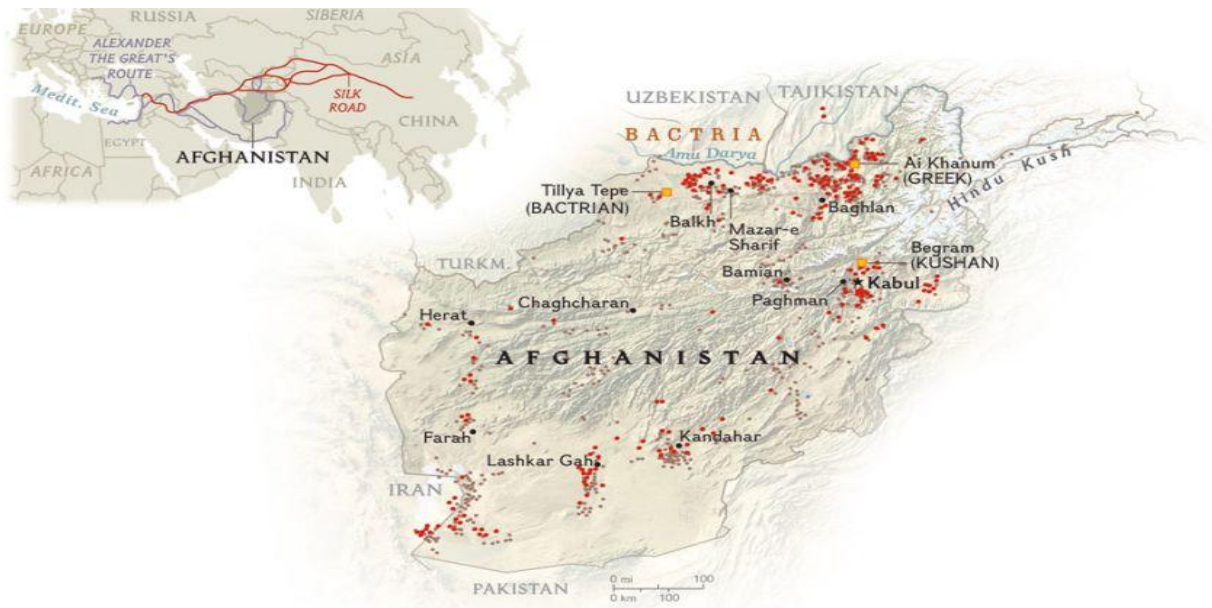 RUSSIA
SIBERIA
EUROPE
ALEXANDER
THE GREAT'S
ROUTE
ASIA
Medit. Sea
SILK
ROAD
CHINA
EGYPT
AFGHANISTAN
AFRICA
INDIA
UZBEKISTAN
TAJIKISTAN
BACTRIA
Amu Darya
Ai Khanum
(GREEK)
Hindu Kush
Tillya Tepe
(BACTRIAN)
Balkh
Baghlan
Mazar-e
Sharif
Begram
(KUSHAN)
TURKM.
Bamian
Paghman
Kabul
Chaghcharan
Herat
AFGHANISTAN
Farah
Kandahar
Lashkar Gah
IRAN
PAKISTAN
0 mi 100
0 km 100